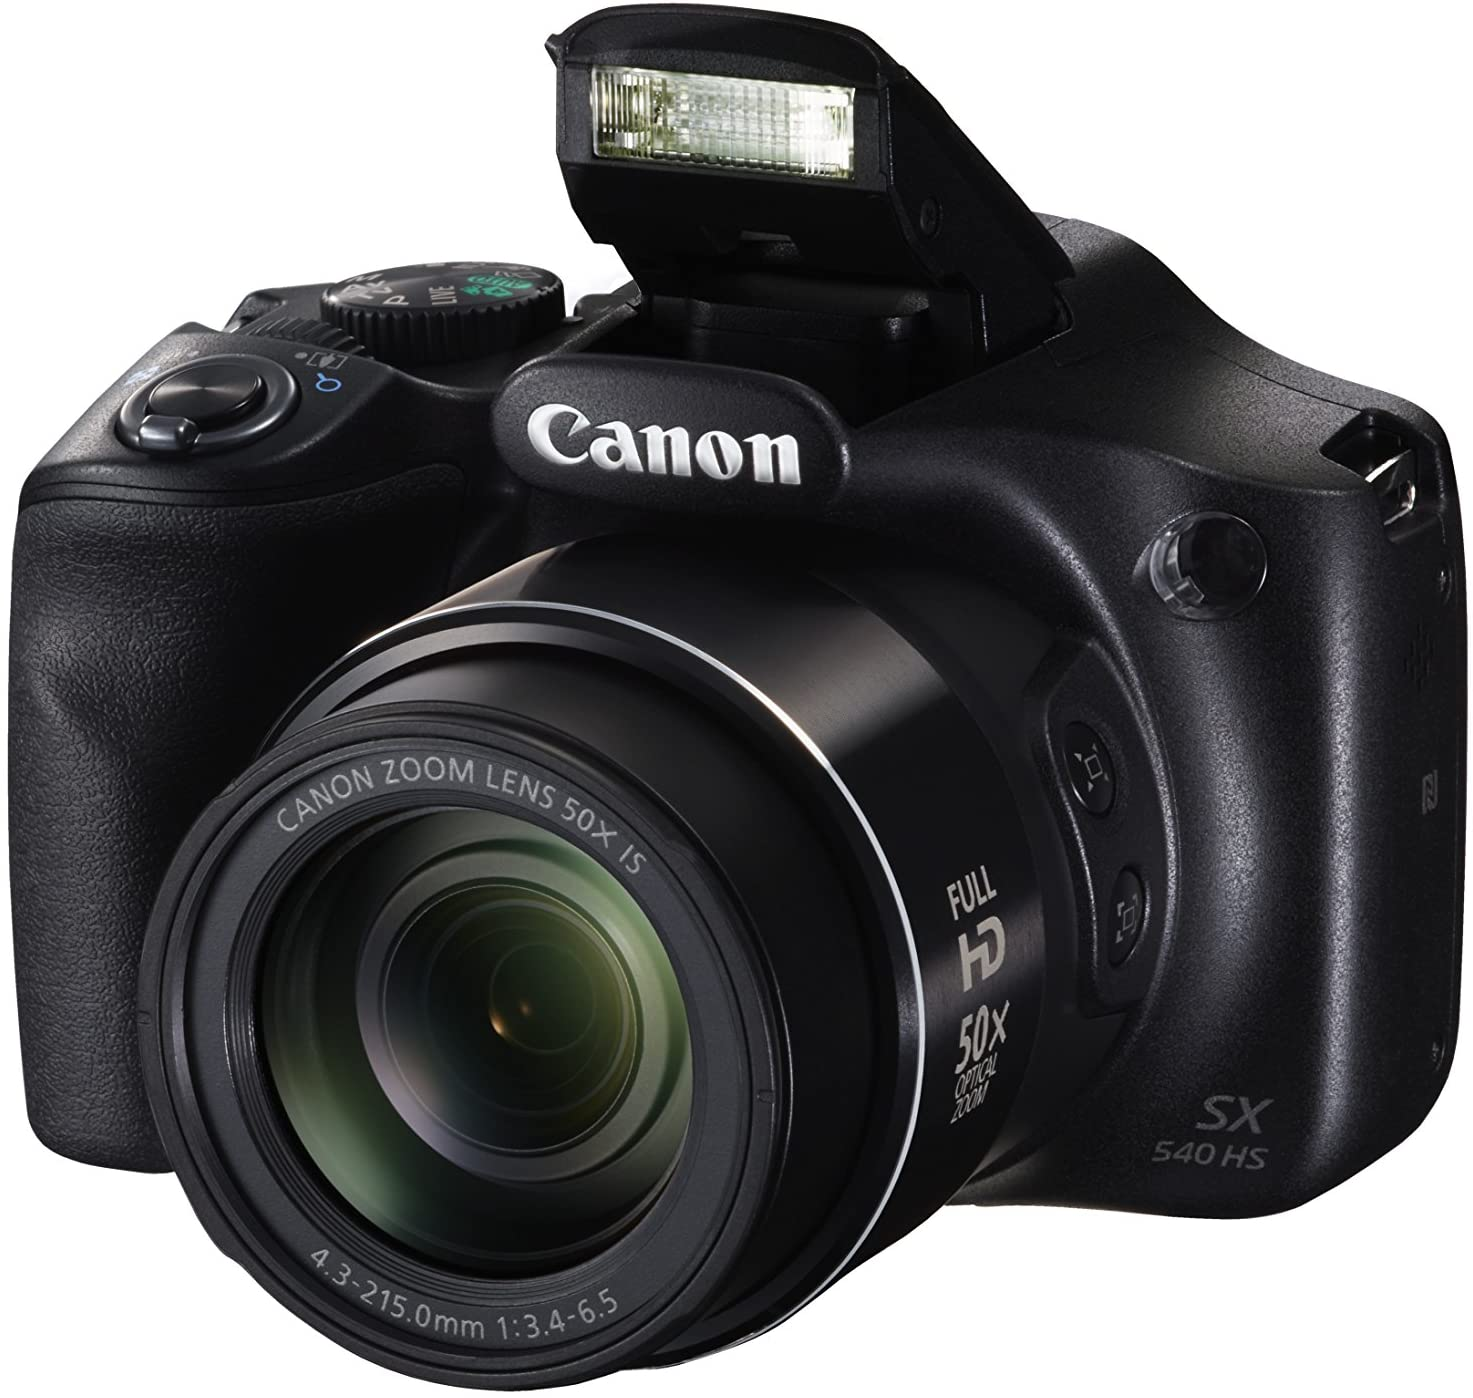 M
P
LIVE
Canon
CANON ZOOM LENS 50X IS
FULL
HD
50X
OPTICAL
ZOOM
SX
540 HS
4.3-215.0mm 1:3.4-6.5